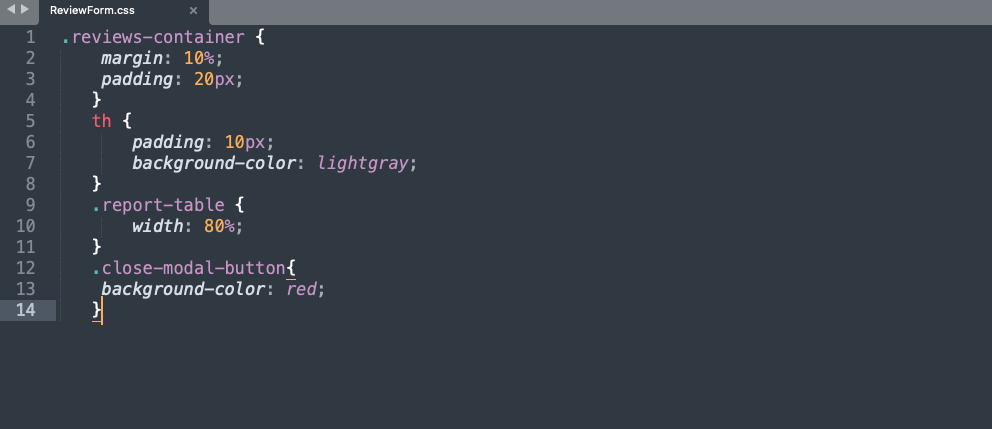 ReviewForm.css ×
1 .reviews-container {
2 margin: 10%;
3 padding: 20px;
4 }
5 th {
6 padding: 10px;
7 background-color: lightgray;
8 }
9 .report-table {
10 width: 80%;
11 }
12 .close-modal-button{
13 background-color: red;
14 }